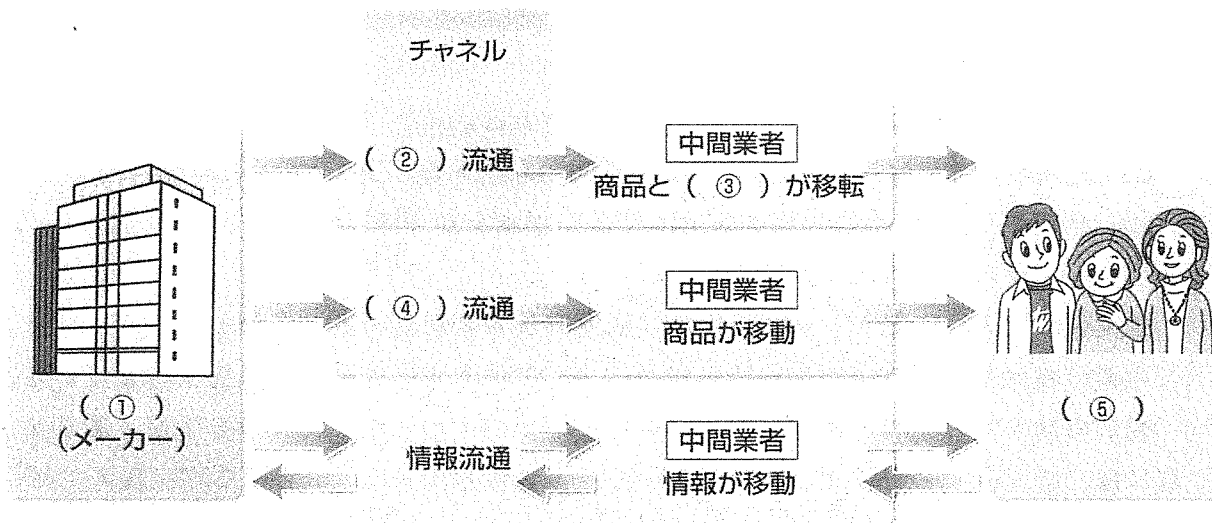 チャネル
( ② ) 流通
中間業者
商品と ( ③ ) が移転
( ④ ) 流通
中間業者
商品が移動
( ① )
(メーカー)
( ⑤ )
情報流通
中間業者
情報が移動